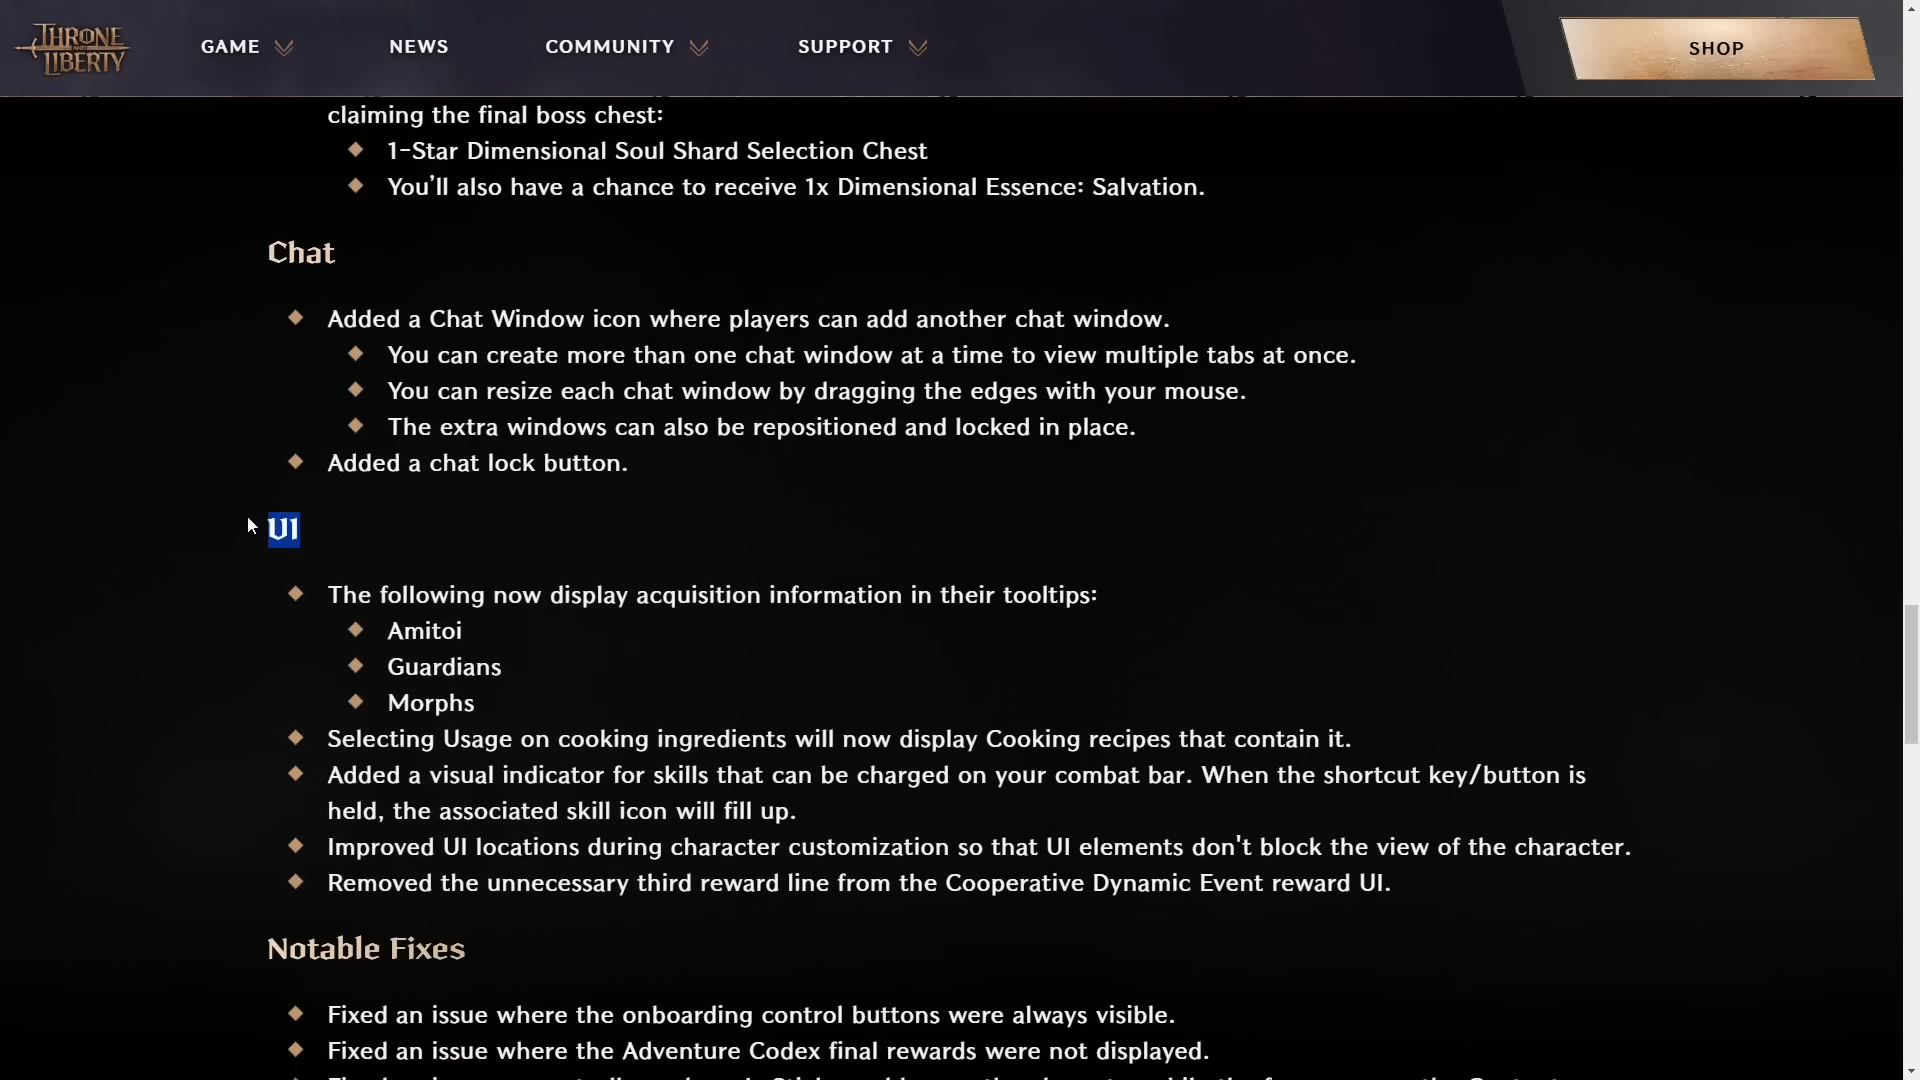 THRONE
AND
LIBERTY
GAME
NEWS
COMMUNITY
SUPPORT
SHOP
claiming the final boss chest:
1-Star Dimensional Soul Shard Selection Chest
You’ll also have a chance to receive 1x Dimensional Essence: Salvation.
Chat
Added a Chat Window icon where players can add another chat window.
You can create more than one chat window at a time to view multiple tabs at once.
You can resize each chat window by dragging the edges with your mouse.
The extra windows can also be repositioned and locked in place.
Added a chat lock button.
UI
The following now display acquisition information in their tooltips:
Amitoi
Guardians
Morphs
Selecting Usage on cooking ingredients will now display Cooking recipes that contain it.
Added a visual indicator for skills that can be charged on your combat bar. When the shortcut key/button is
held, the associated skill icon will fill up.
Improved UI locations during character customization so that UI elements don't block the view of the character.
Removed the unnecessary third reward line from the Cooperative Dynamic Event reward UI.
Notable Fixes
Fixed an issue where the onboarding control buttons were always visible.
Fixed an issue where the Adventure Codex final rewards were not displayed.